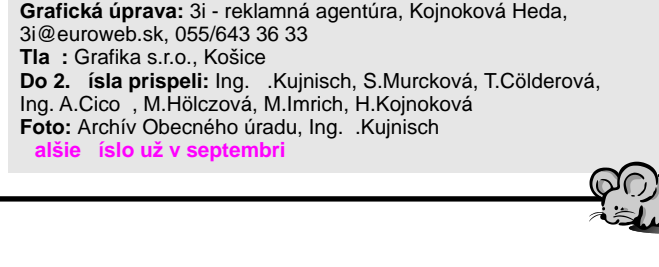 Grafická úprava: 3i - reklamná agentúra, Kojnoková Heda,
3i@euroweb.sk, 055/643 36 33
Tla : Grafika s.r.o., Košice
Do 2. ísla prispeli: Ing. .Kujnisch, S.Murcková, T.Cölderová,
Ing. A.Cico , M.Hölczová, M.Imrich, H.Kojnoková
Foto: Archív Obecného úradu, Ing. .Kujnisch
alšie íslo už v septembri